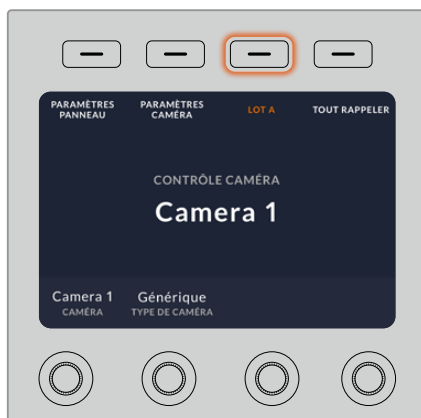 PARAMÈTRES PANNEAU
PARAMÈTRES CAMÉRA
LOT A
TOUT RAPPELER
CONTRÔLE CAMÉRA
Camera 1
Camera 1
CAMÉRA
Générique
TYPE DE CAMÉRA